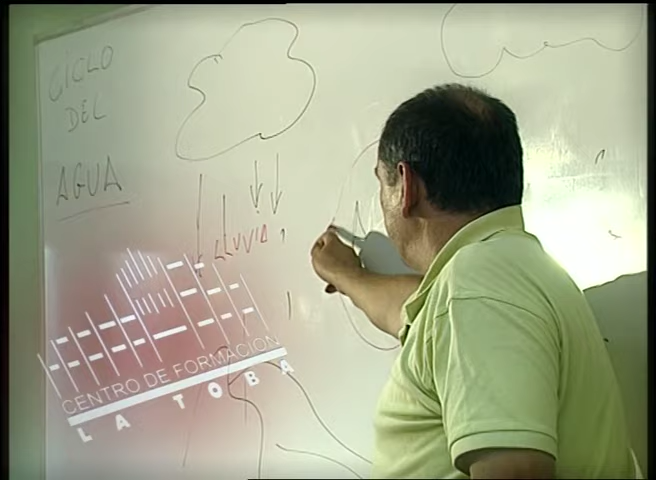 CICLO
DEL
AGUA
LLUVIA
CENTRO DE FORMACION
LA TOBA